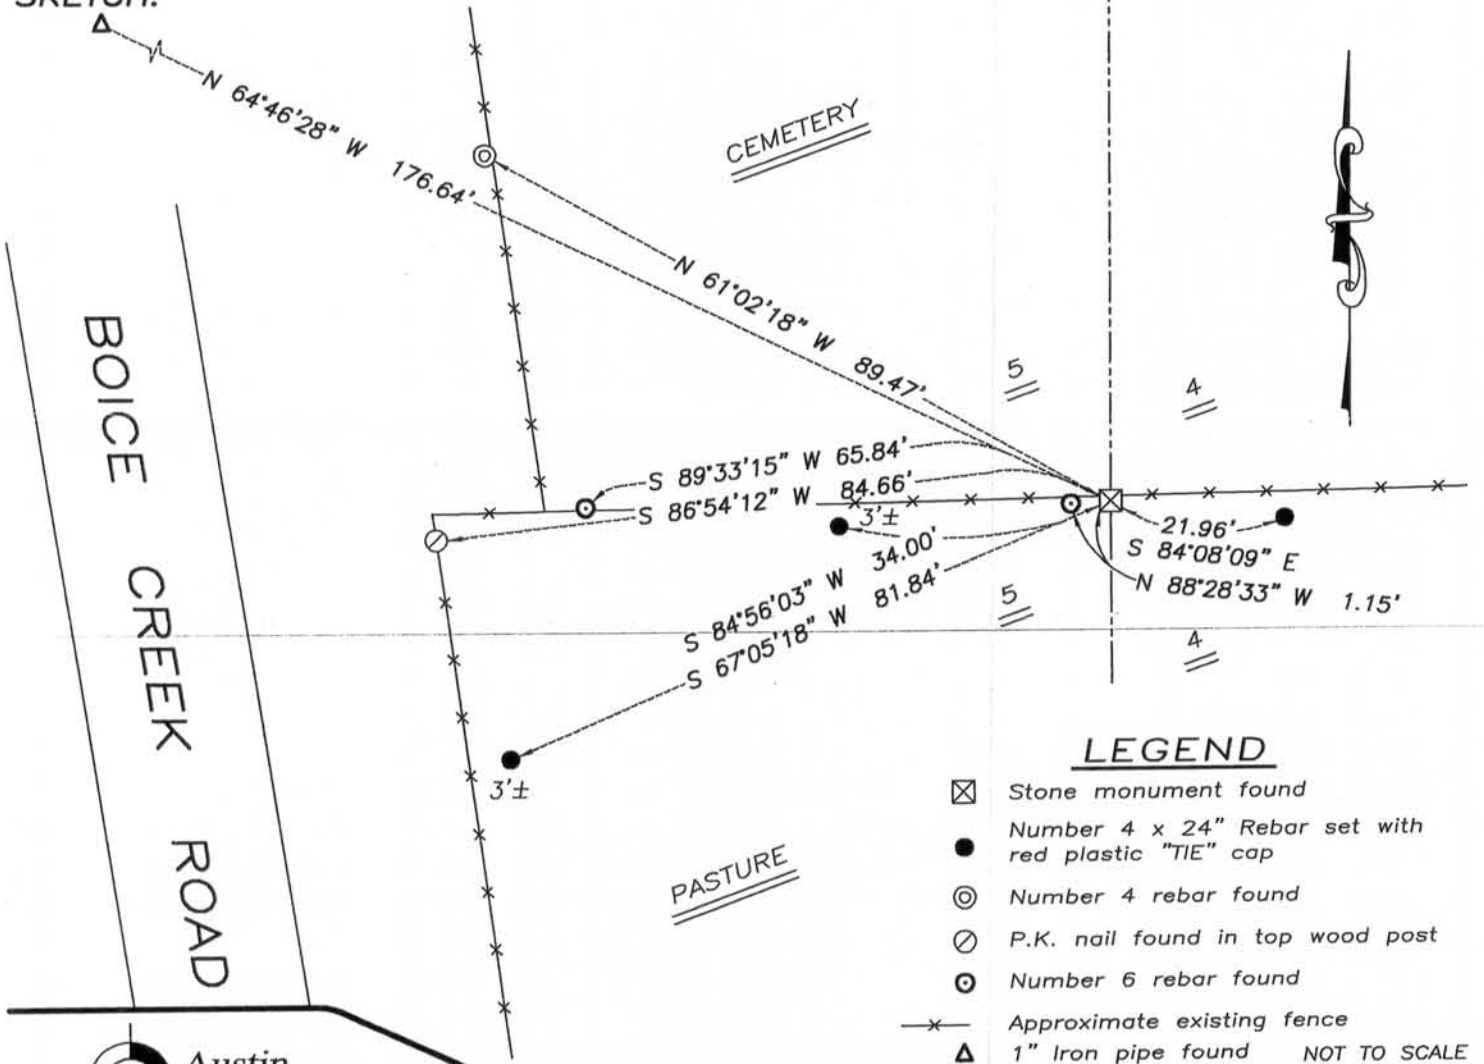 SKETCH:
N 64°46'28" W 176.64'
CEMETERY
N 61°02'18" W 89.47'
5
4
BOICE CREEK ROAD
S 89°33'15" W 65.84'
S 86°54'12" W 84.66'
3'±
34.00'
21.96'
S 84°08'09" E
N 88°28'33" W 1.15'
S 84°56'03" W
S 67°05'18" W 81.84'
5
4
3'±
PASTURE
LEGEND
Stone monument found
Number 4 x 24" Rebar set with
red plastic "TIE" cap
Number 4 rebar found
P.K. nail found in top wood post
Number 6 rebar found
Approximate existing fence
1" Iron pipe found NOT TO SCALE
Austin